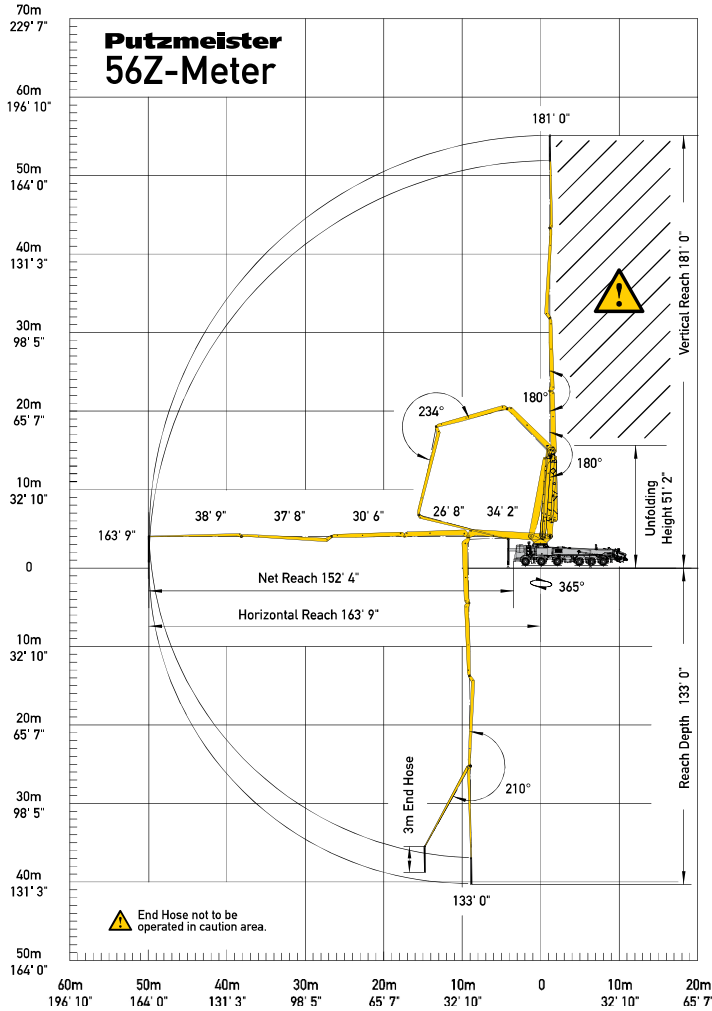 70m
229' 7"
Putzmeister
56Z-Meter
60m
196' 10"
181' 0"
50m
164' 0"
40m
131' 3"
Vertical Reach 181' 0"
30m
98' 5"
20m
65' 7"
234°
180°
180°
10m
32' 10"
Unfolding
Height 51' 2"
38' 9"
37' 8"
30' 6"
26' 8"
34' 2"
163' 9"
0
Net Reach 152' 4"
365°
Horizontal Reach 163' 9"
10m
32' 10"
Reach Depth 133' 0"
20m
65' 7"
3m End Hose
210°
30m
98' 5"
40m
131' 3"
133' 0"
End Hose not to be
operated in caution area.
50m
164' 0"
60m 50m 40m 30m 20m 10m 0 10m 20m
196' 10" 164' 0" 131' 3" 98' 5" 65' 7" 32' 10" 32' 10" 65' 7"